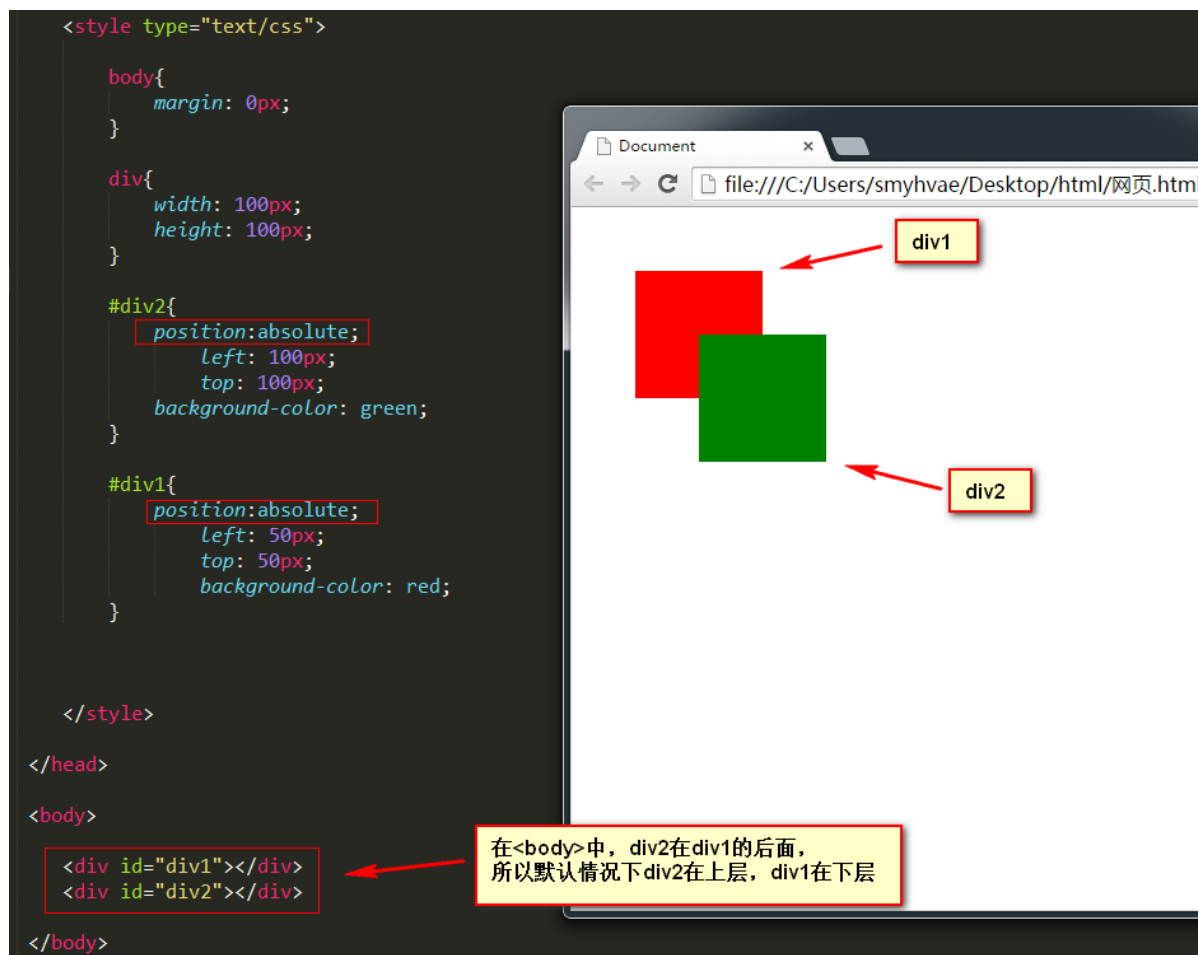 <style type="text/css">
body{
margin: 0px;
}
div{
width: 100px;
height: 100px;
}
#div2{
position:absolute;
left: 100px;
top: 100px;
background-color: green;
}
#div1{
position:absolute;
left: 50px;
top: 50px;
background-color: red;
}
</style>
</head>
<body>
<div id="div1"></div>
<div id="div2"></div>
</body>
Document
file:///C:/Users/smyhvae/Desktop/html/网页.html
div1
div2
在<body>中，div2在div1的后面，
所以默认情况下div2在上层，div1在下层